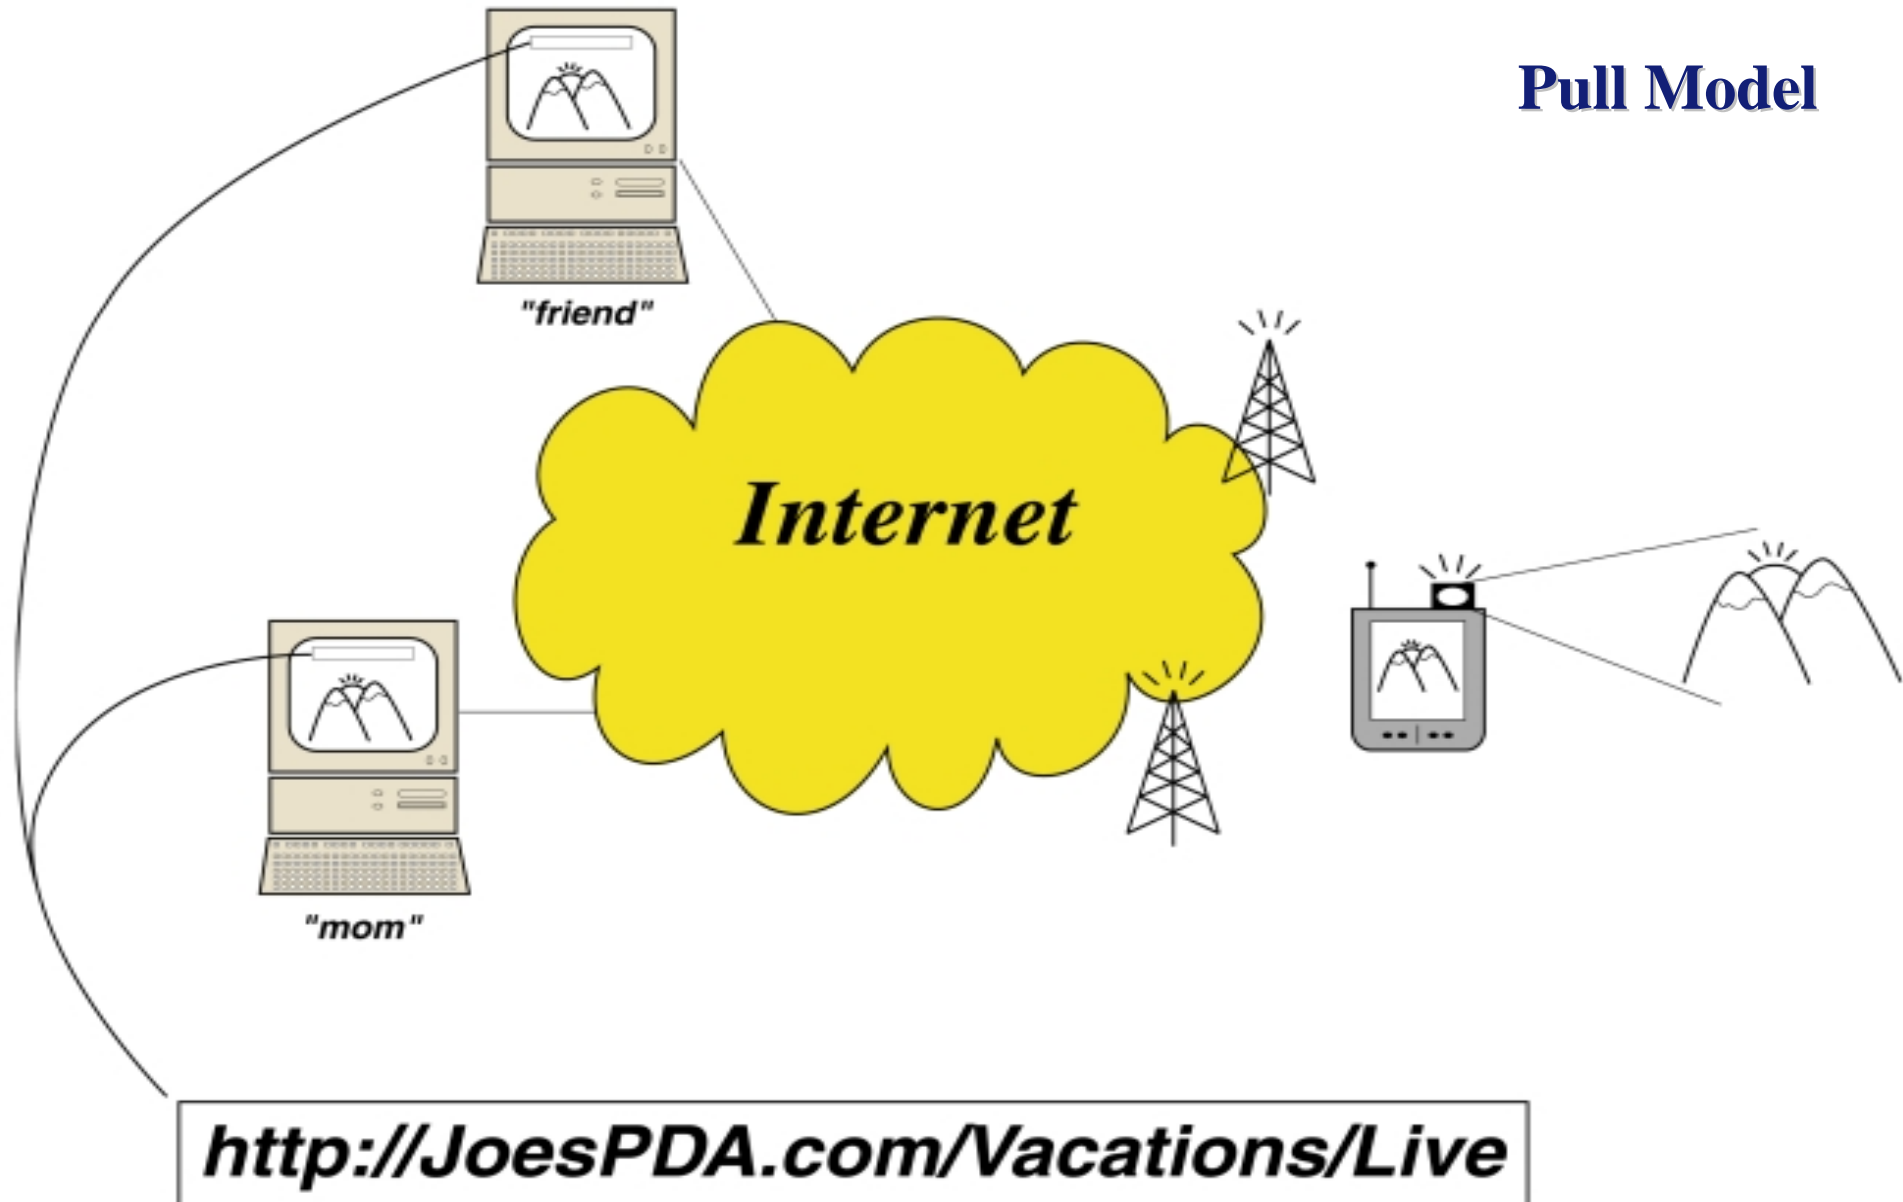 Pull Model
"friend"
Internet
"mom"
http://JoesPDA.com/Vacations/Live